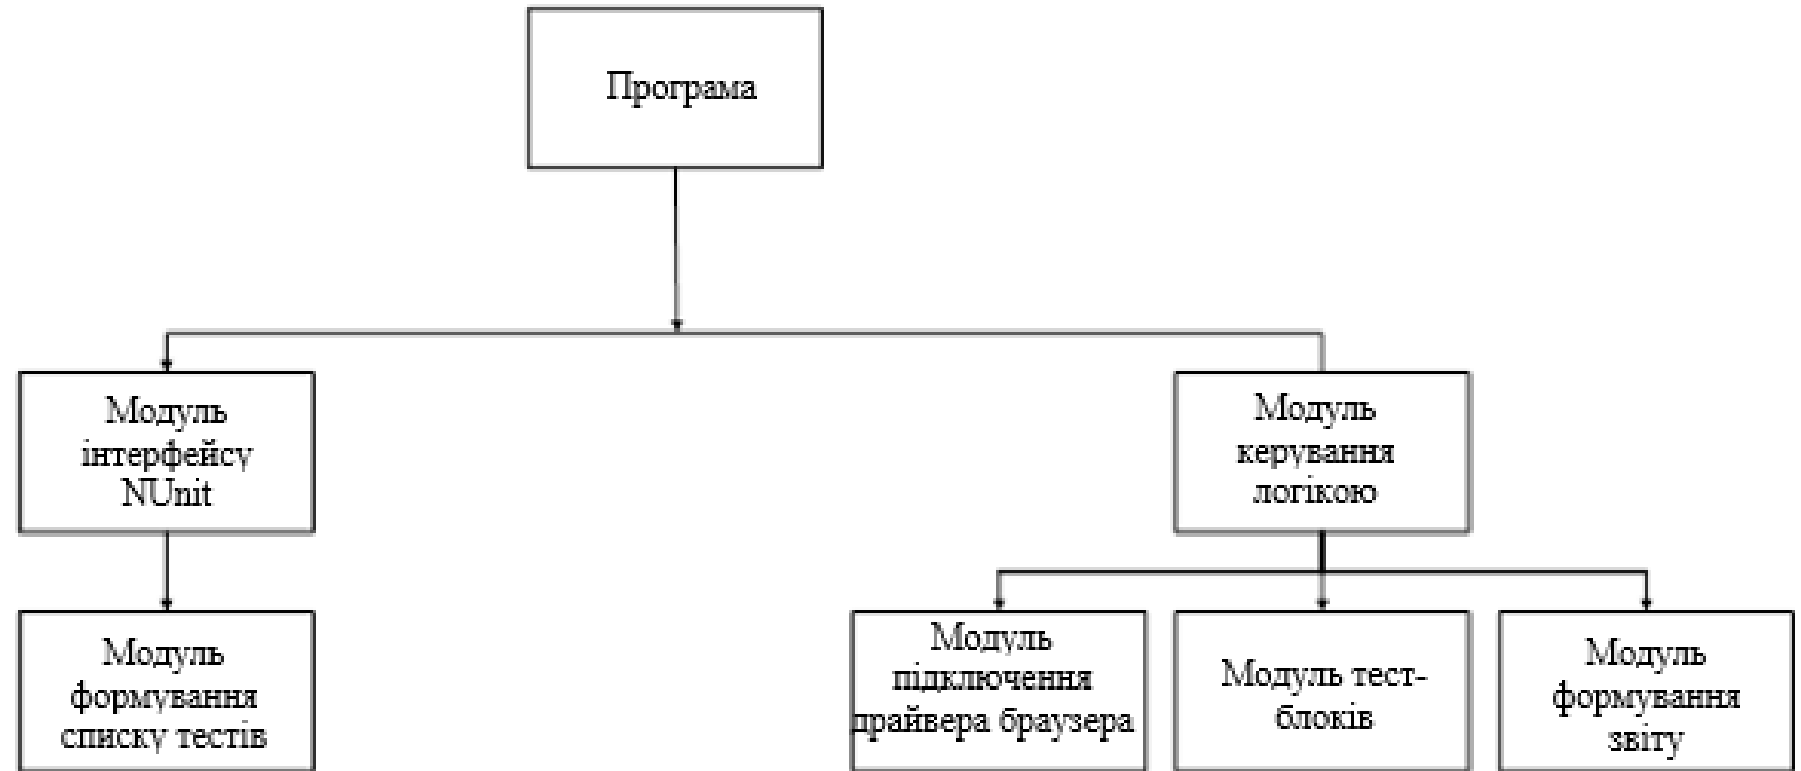 Програма
Модуль
інтерфейсу
NUnit
Модуль
керування
логікою
Модуль
формування
списку тестів
Модуль
підключення
драйвера браузера
Модуль тест-
блоків
Модуль
формування
звіту